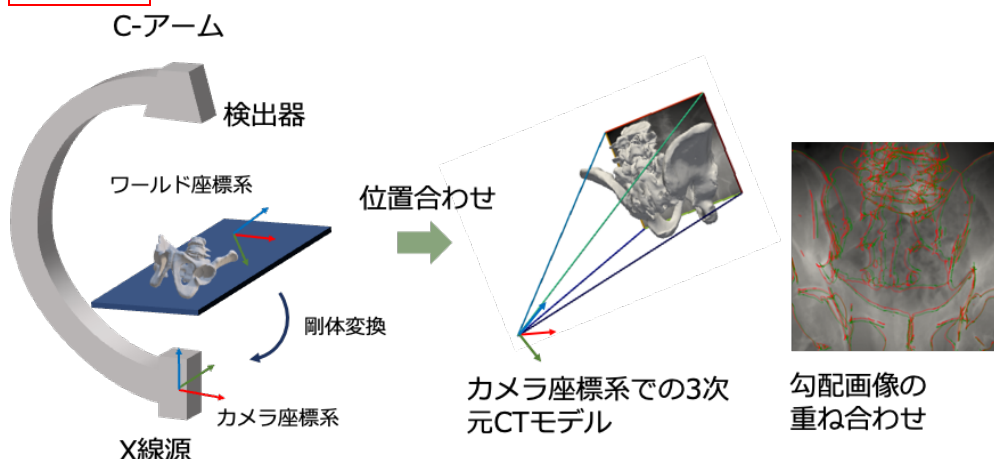 C-アーム
検出器
ワールド座標系
剛体変換
カメラ座標系
X線源
位置合わせ
カメラ座標系での3次
元CTモデル
勾配画像の
重ね合わせ